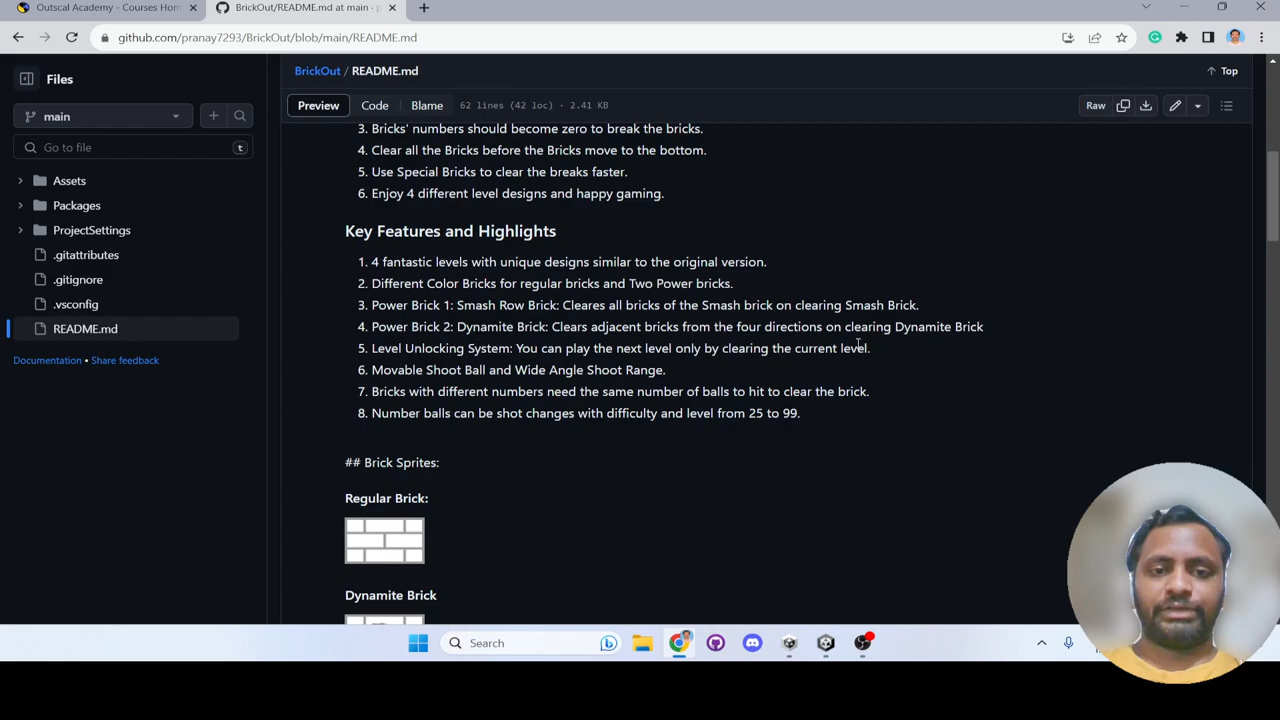 Outscal Academy - Courses Hom
BrickOut/README.md at main · p
github.com/pranay7293/BrickOut/blob/main/README.md
Files
BrickOut / README.md
Top
main
Preview
Code
Blame
62 lines (42 loc) · 2.41 KB
Raw
Go to file
t
3. Bricks' numbers should become zero to break the bricks.
4. Clear all the Bricks before the Bricks move to the bottom.
5. Use Special Bricks to clear the breaks faster.
6. Enjoy 4 different level designs and happy gaming.
Assets
Packages
ProjectSettings
.gitattributes
.gitignore
.vsconfig
README.md
Documentation • Share feedback
Key Features and Highlights
1. 4 fantastic levels with unique designs similar to the original version.
2. Different Color Bricks for regular bricks and Two Power bricks.
3. Power Brick 1: Smash Row Brick: Cleares all bricks of the Smash brick on clearing Smash Brick.
4. Power Brick 2: Dynamite Brick: Clears adjacent bricks from the four directions on clearing Dynamite Brick
5. Level Unlocking System: You can play the next level only by clearing the current level.
6. Movable Shoot Ball and Wide Angle Shoot Range.
7. Bricks with different numbers need the same number of balls to hit to clear the brick.
8. Number balls can be shot changes with difficulty and level from 25 to 99.
## Brick Sprites:
Regular Brick:
Dynamite Brick
Search